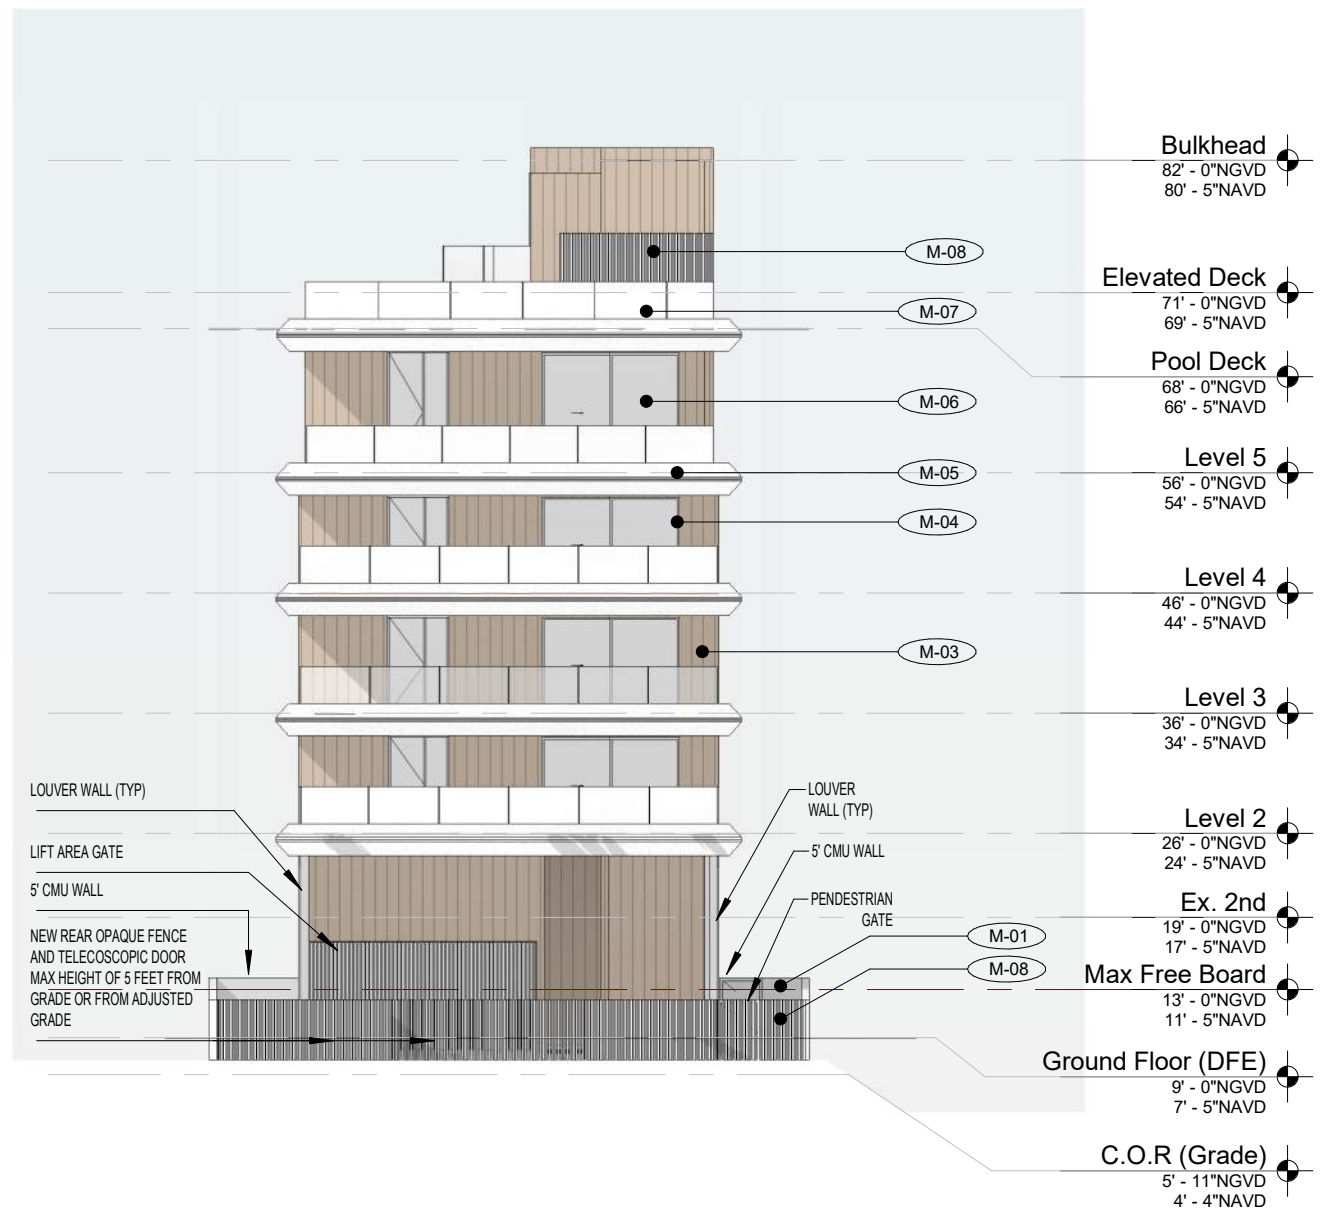 Bulkhead
82' - 0"NGVD
80' - 5"NAVD
M-08
Elevated Deck
71' - 0"NGVD
69' - 5"NAVD
M-07
Pool Deck
68' - 0"NGVD
66' - 5"NAVD
M-06
Level 5
56' - 0"NGVD
54' - 5"NAVD
M-05
M-04
Level 4
46' - 0"NGVD
44' - 5"NAVD
M-03
Level 3
36' - 0"NGVD
34' - 5"NAVD
LOUVER WALL (TYP)
LOUVER
WALL (TYP)
Level 2
26' - 0"NGVD
24' - 5"NAVD
LIFT AREA GATE
5' CMU WALL
5' CMU WALL
PENDESTRIAN
GATE
Ex. 2nd
19' - 0"NGVD
17' - 5"NAVD
NEW REAR OPAQUE FENCE
AND TELECOSCOPIC DOOR
MAX HEIGHT OF 5 FEET FROM
GRADE OR FROM ADJUSTED
GRADE
M-01
M-08
Max Free Board
13' - 0"NGVD
11' - 5"NAVD
Ground Floor (DFE)
9' - 0"NGVD
7' - 5"NAVD
C.O.R (Grade)
5' - 11"NGVD
4' - 4"NAVD